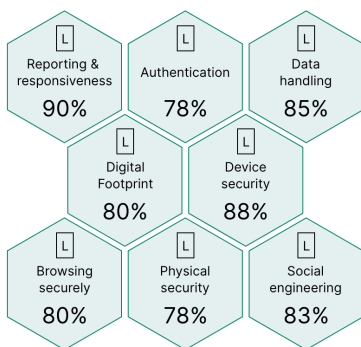 L
Reporting &
responsiveness
90%
L
Authentication
78%
L
Data
handling
85%
L
Digital
Footprint
80%
L
Device
security
88%
L
Browsing
securely
80%
L
Physical
security
78%
L
Social
engineering
83%